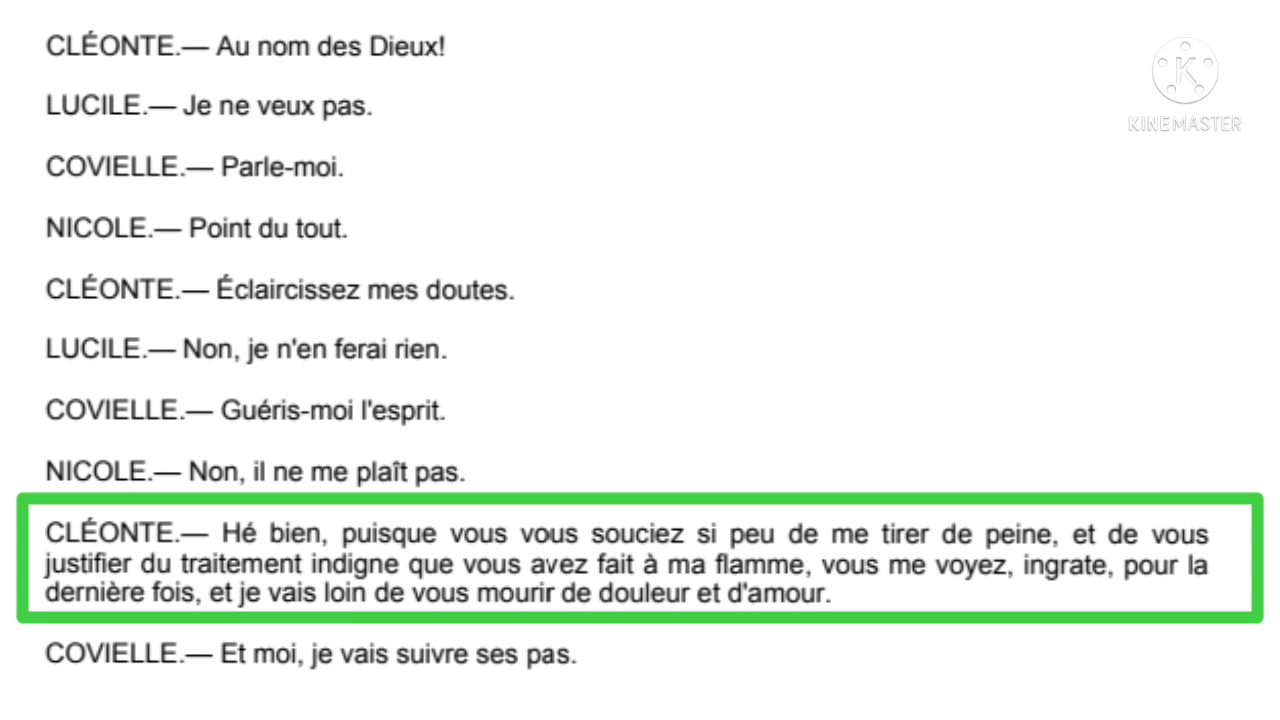 CLÉONTE.— Au nom des Dieux!
KINEMASTER
LUCILE.— Je ne veux pas.
COVIELLE.— Parle-moi.
NICOLE.— Point du tout.
CLÉONTE.— Éclaircissez mes doutes.
LUCILE.— Non, je n'en ferai rien.
COVIELLE.— Guéris-moi l'esprit.
NICOLE.— Non, il ne me plaît pas.
CLÉONTE.— Hé bien, puisque vous vous souciez si peu de me tirer de peine, et de vous
justifier du traitement indigne que vous avez fait à ma flamme, vous me voyez, ingrate, pour la
dernière fois, et je vais loin de vous mourir de douleur et d'amour.
COVIELLE.— Et moi, je vais suivre ses pas.